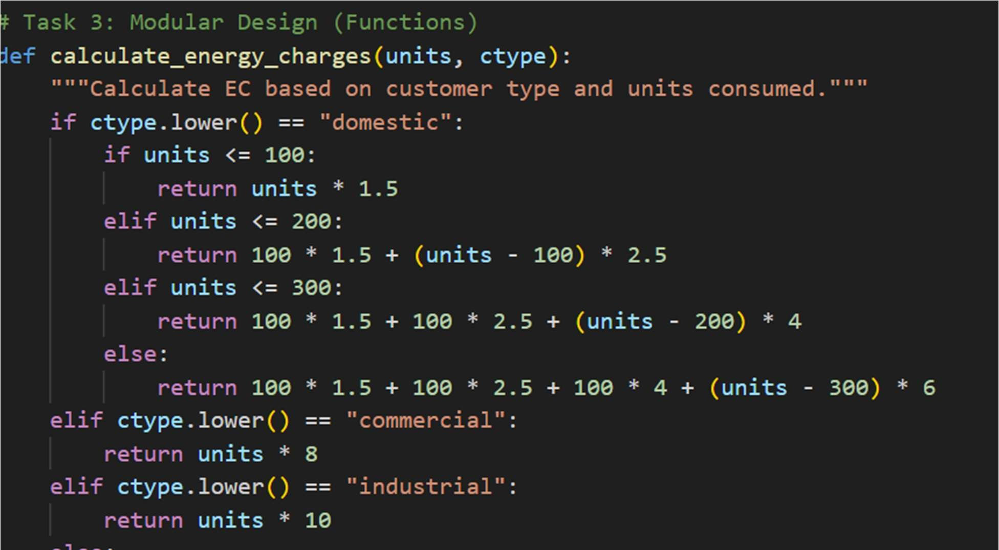 # Task 3: Modular Design (Functions)
def calculate_energy_charges(units, ctype):
    """Calculate EC based on customer type and units consumed."""
    if ctype.lower() == "domestic":
        if units <= 100:
            return units * 1.5
        elif units <= 200:
            return 100 * 1.5 + (units - 100) * 2.5
        elif units <= 300:
            return 100 * 1.5 + 100 * 2.5 + (units - 200) * 4
        else:
            return 100 * 1.5 + 100 * 2.5 + 100 * 4 + (units - 300) * 6
    elif ctype.lower() == "commercial":
        return units * 8
    elif ctype.lower() == "industrial":
        return units * 10
    else: